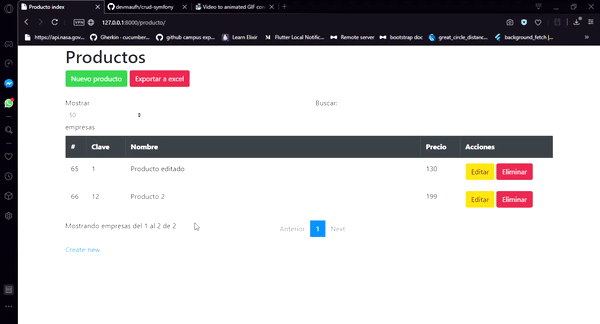 Producto index
devmaufh/crud-symfony
Video to animated GIF con
VPN
127.0.0.1:8000/producto/
https://api.nasa.gov...
Gherkin - cucumber...
github campus exp...
Learn Elixir
Flutter Local Notific...
Remote server
bootstrap doc
great_circle_distanc...
background_fetch |...
Productos
Nuevo producto
Exportar a excel
Mostrar
Buscar:
50
empresas
# Clave Nombre Precio Acciones
65 1 Producto editado 130 Editar Eliminar
66 12 Producto 2 199 Editar Eliminar
Mostrando empresas del 1 al 2 de 2
Anterior 1 Next
Create new